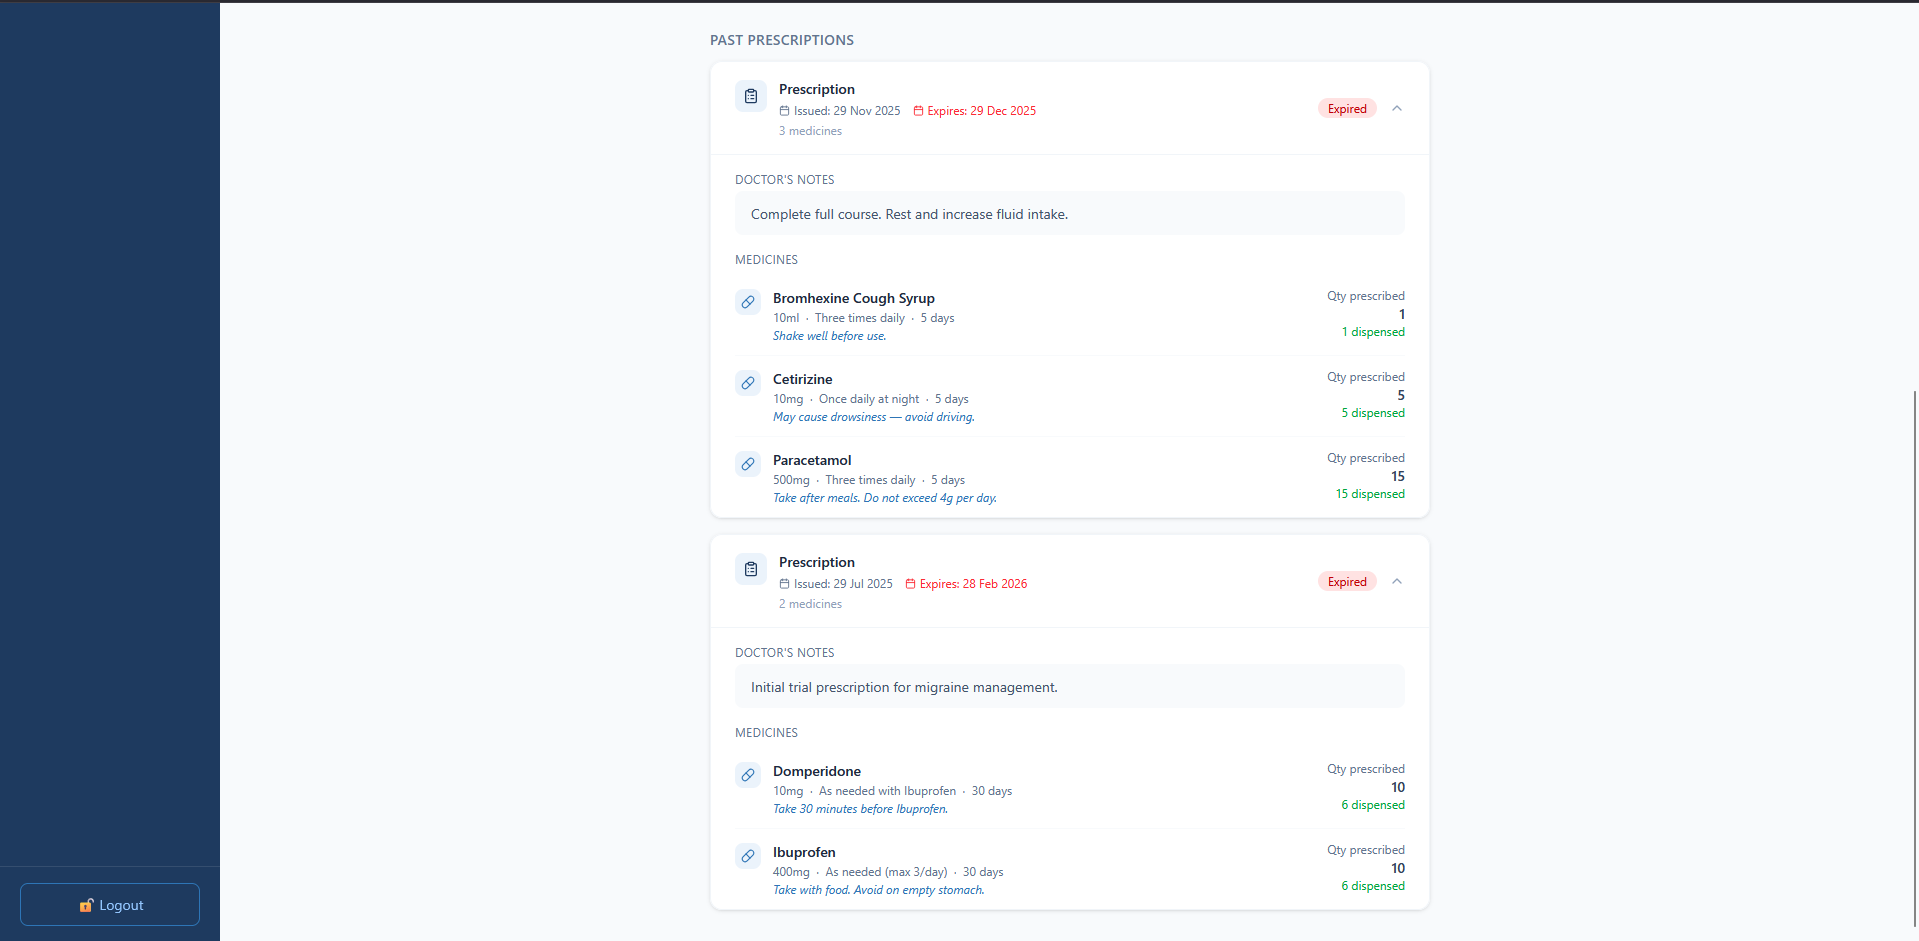 PAST PRESCRIPTIONS
Prescription
Issued: 29 Nov 2025 Expires: 29 Dec 2025
3 medicines
Expired
DOCTOR'S NOTES
Complete full course. Rest and increase fluid intake.
MEDICINES
Bromhexine Cough Syrup
10ml · Three times daily · 5 days
Shake well before use.
Qty prescribed
1
1 dispensed
Cetirizine
10mg · Once daily at night · 5 days
May cause drowsiness — avoid driving.
Qty prescribed
5
5 dispensed
Paracetamol
500mg · Three times daily · 5 days
Take after meals. Do not exceed 4g per day.
Qty prescribed
15
15 dispensed
Prescription
Issued: 29 Jul 2025 Expires: 28 Feb 2026
2 medicines
Expired
DOCTOR'S NOTES
Initial trial prescription for migraine management.
MEDICINES
Domperidone
10mg · As needed with Ibuprofen · 30 days
Take 30 minutes before Ibuprofen.
Qty prescribed
10
6 dispensed
Ibuprofen
400mg · As needed (max 3/day) · 30 days
Take with food. Avoid on empty stomach.
Qty prescribed
10
6 dispensed
Logout